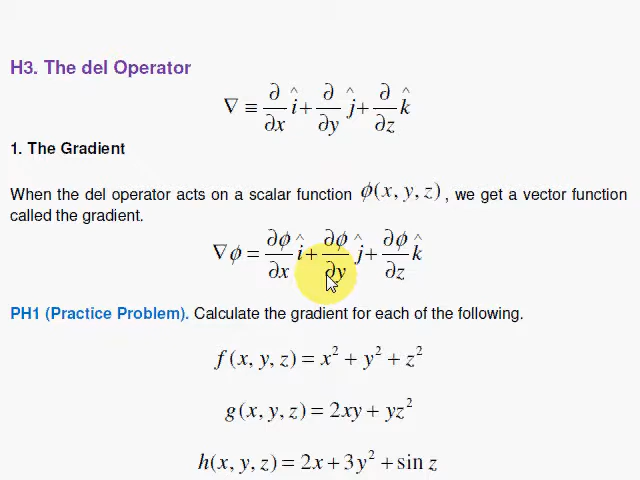 H3. The del Operator
∇ ≡ ∂/∂x î + ∂/∂y ĵ + ∂/∂z k̂
1. The Gradient
When the del operator acts on a scalar function ϕ(x, y, z) , we get a vector function
called the gradient.
∇ϕ = ∂ϕ/∂x î + ∂ϕ/∂y ĵ + ∂ϕ/∂z k̂
PH1 (Practice Problem). Calculate the gradient for each of the following.
f(x, y, z) = x² + y² + z²
g(x, y, z) = 2xy + yz²
h(x, y, z) = 2x + 3y² + sin z